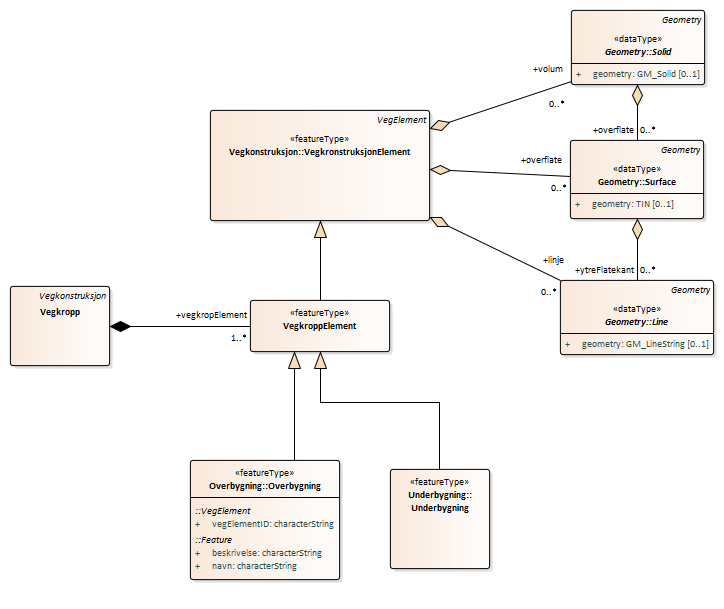 Geometry
«dataType»
Geometry::Solid
+ geometry: GM_Solid [0..1]
+volum
0..*
+overflate 0..*
VegElement
«featureType»
Vegkonstruksjon::VegkronstruksjonElement
+overflate
0..*
Geometry
«dataType»
Geometry::Surface
+ geometry: TIN [0..1]
+linje
0..*
+ytreFlatekant 0..*
Geometry
«dataType»
Geometry::Line
+ geometry: GM_LineString [0..1]
Vegkonstruksjon
Vegkropp
+vegkropElement
1..*
«featureType»
VegkroppElement
«featureType»
Overbygning::Overbygning
::VegElement
+ vegElementID: characterString
::Feature
+ beskrivelse: characterString
+ navn: characterString
«featureType»
Underbygning::
Underbygning